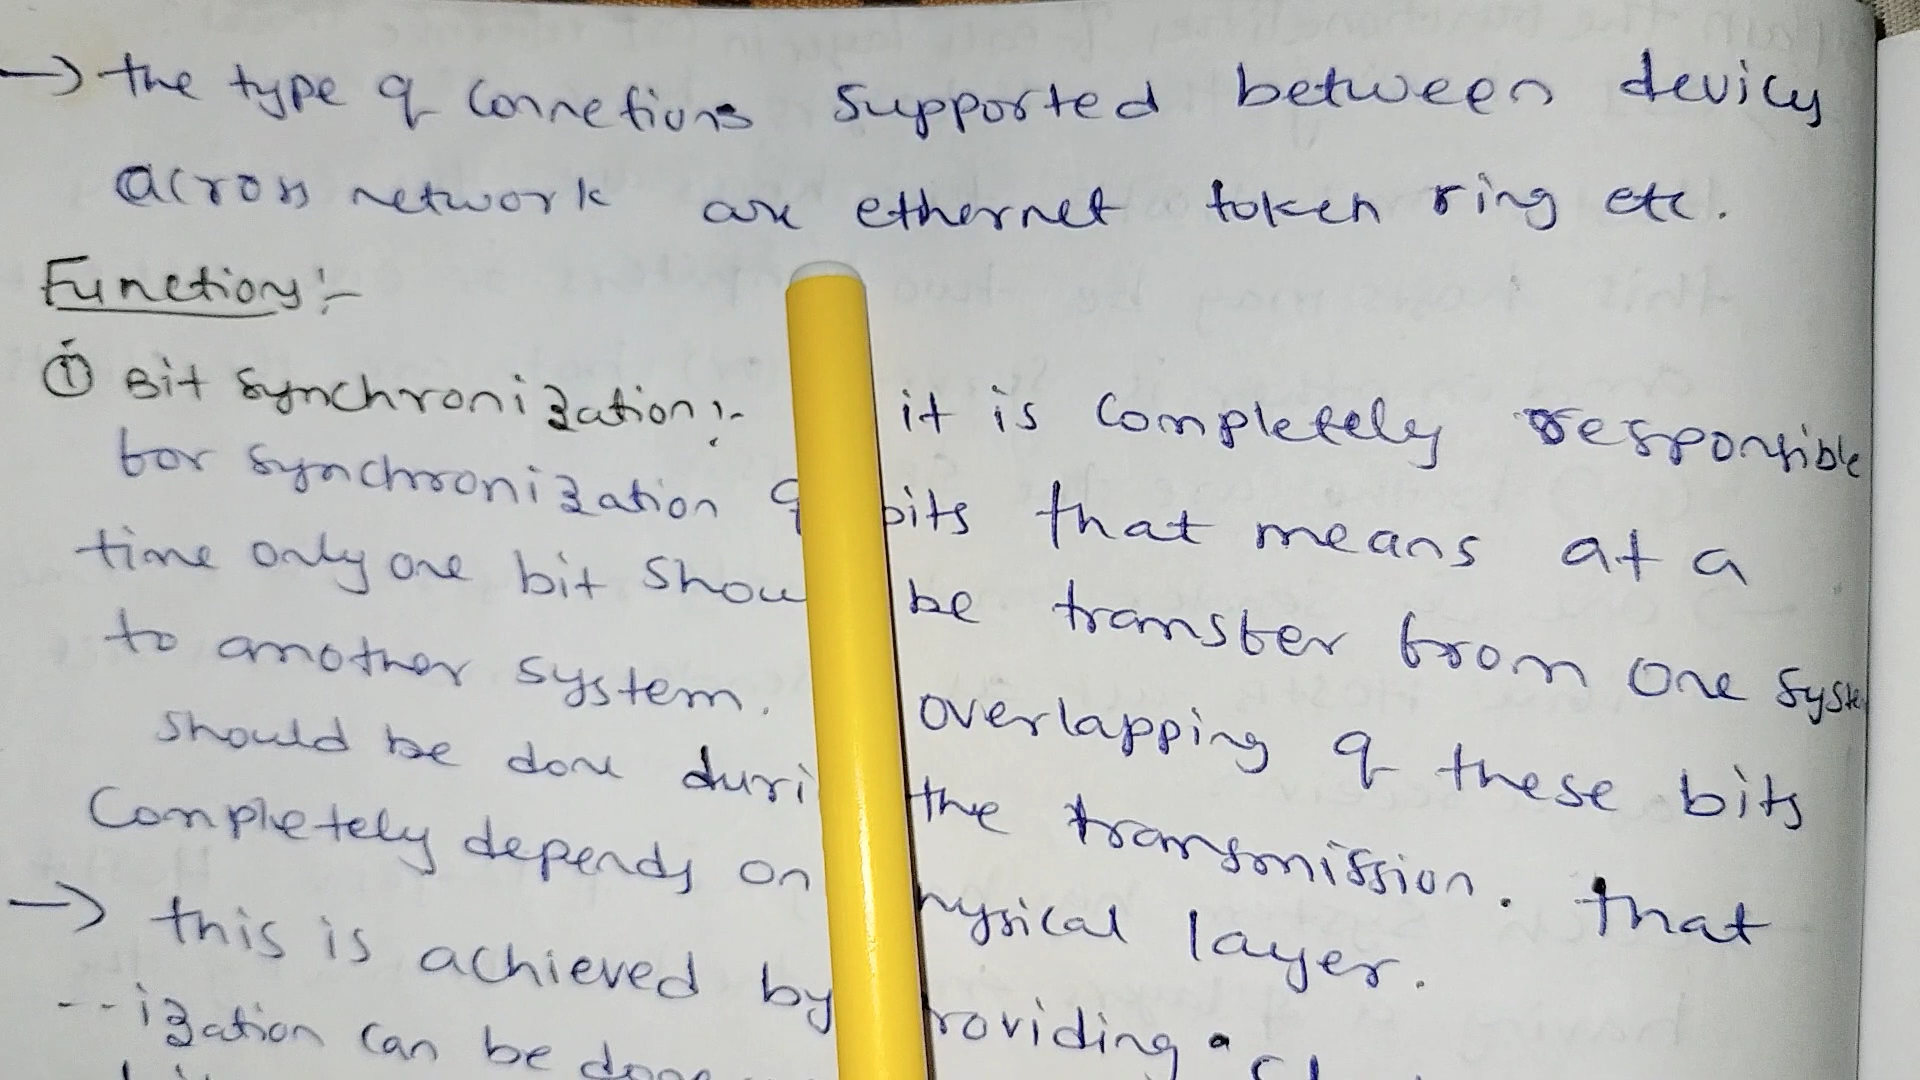 → the type of Connetions supported between devices
across network are ethernet token ring etc.
Functions:-
① Bit Synchronization:- it is completely responsible
for synchronization of bits that means at a
time only one bit shou be transfer from one syste
to another system. overlapping of these bits
should be done duri the transmission. that
Completely depends on hysical layer.
→ this is achieved by roviding a
ization can be done